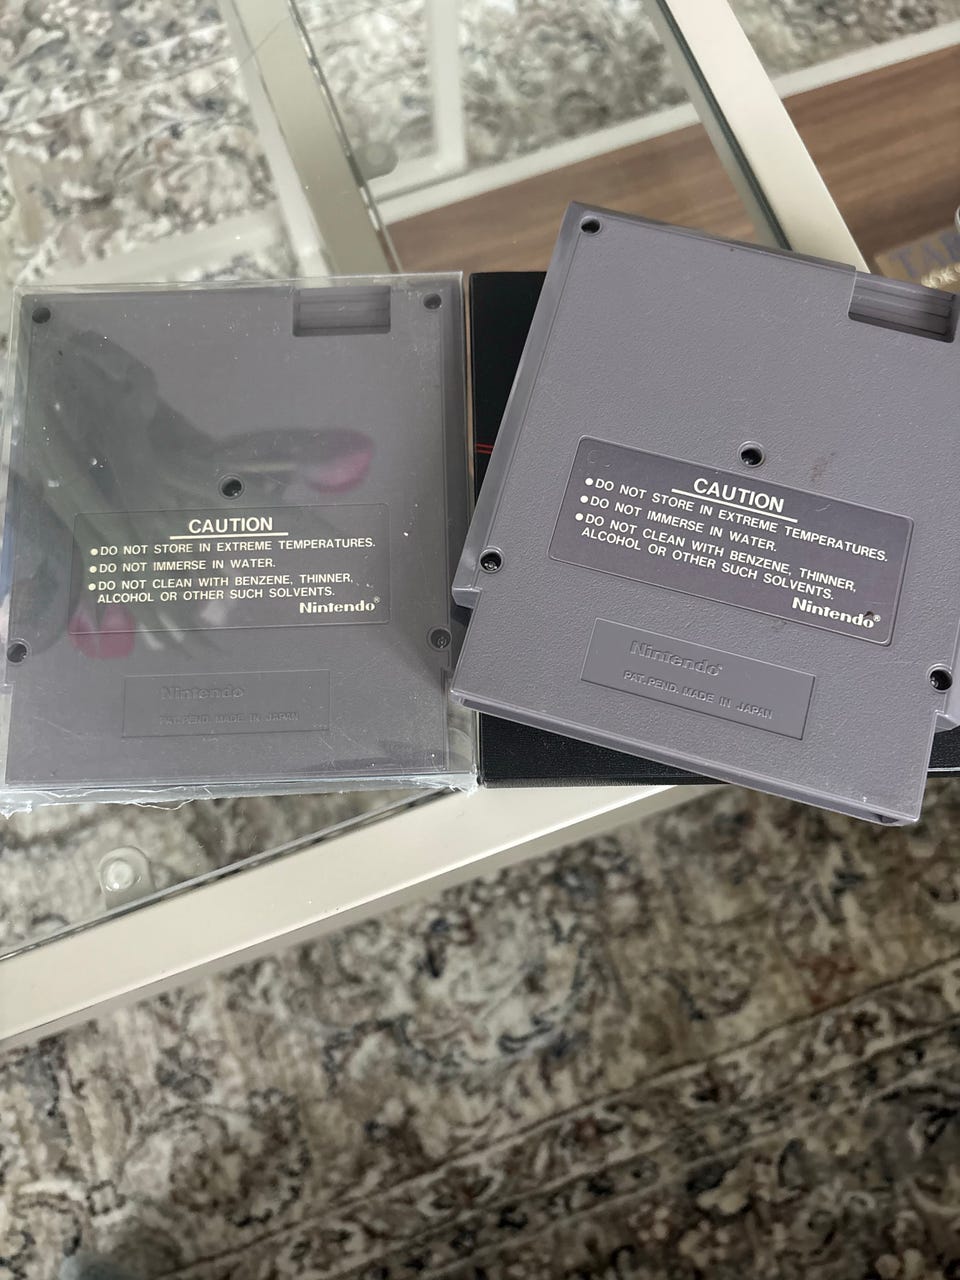 CAUTION
●DO NOT STORE IN EXTREME TEMPERATURES.
●DO NOT IMMERSE IN WATER.
●DO NOT CLEAN WITH BENZENE, THINNER,
ALCOHOL OR OTHER SUCH SOLVENTS.
Nintendo®
Nintendo
PAT. PEND. MADE IN JAPAN
CAUTION
●DO NOT STORE IN EXTREME TEMPERATURES.
●DO NOT IMMERSE IN WATER.
●DO NOT CLEAN WITH BENZENE, THINNER,
ALCOHOL OR OTHER SUCH SOLVENTS.
Nintendo®
Nintendo®
PAT. PEND. MADE IN JAPAN